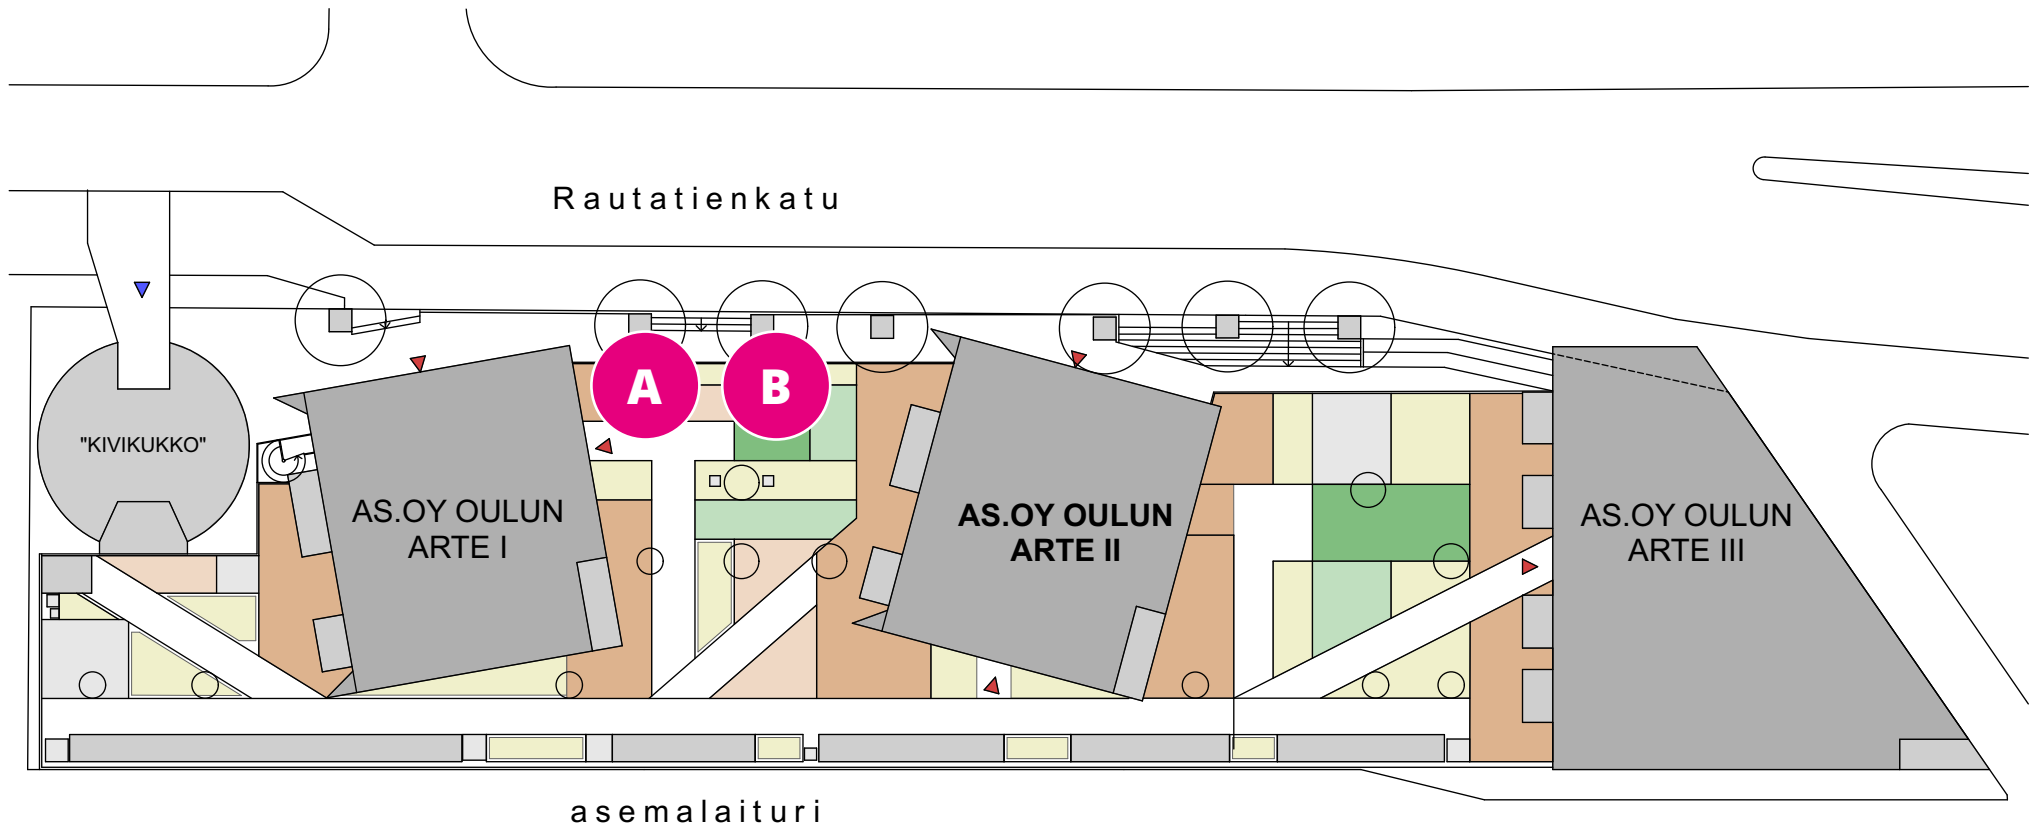 Rautatienkatu
A
B
"KIVIKUKKO"
AS.OY OULUN
ARTE I
AS.OY OULUN
ARTE II
AS.OY OULUN
ARTE III
asemalaituri